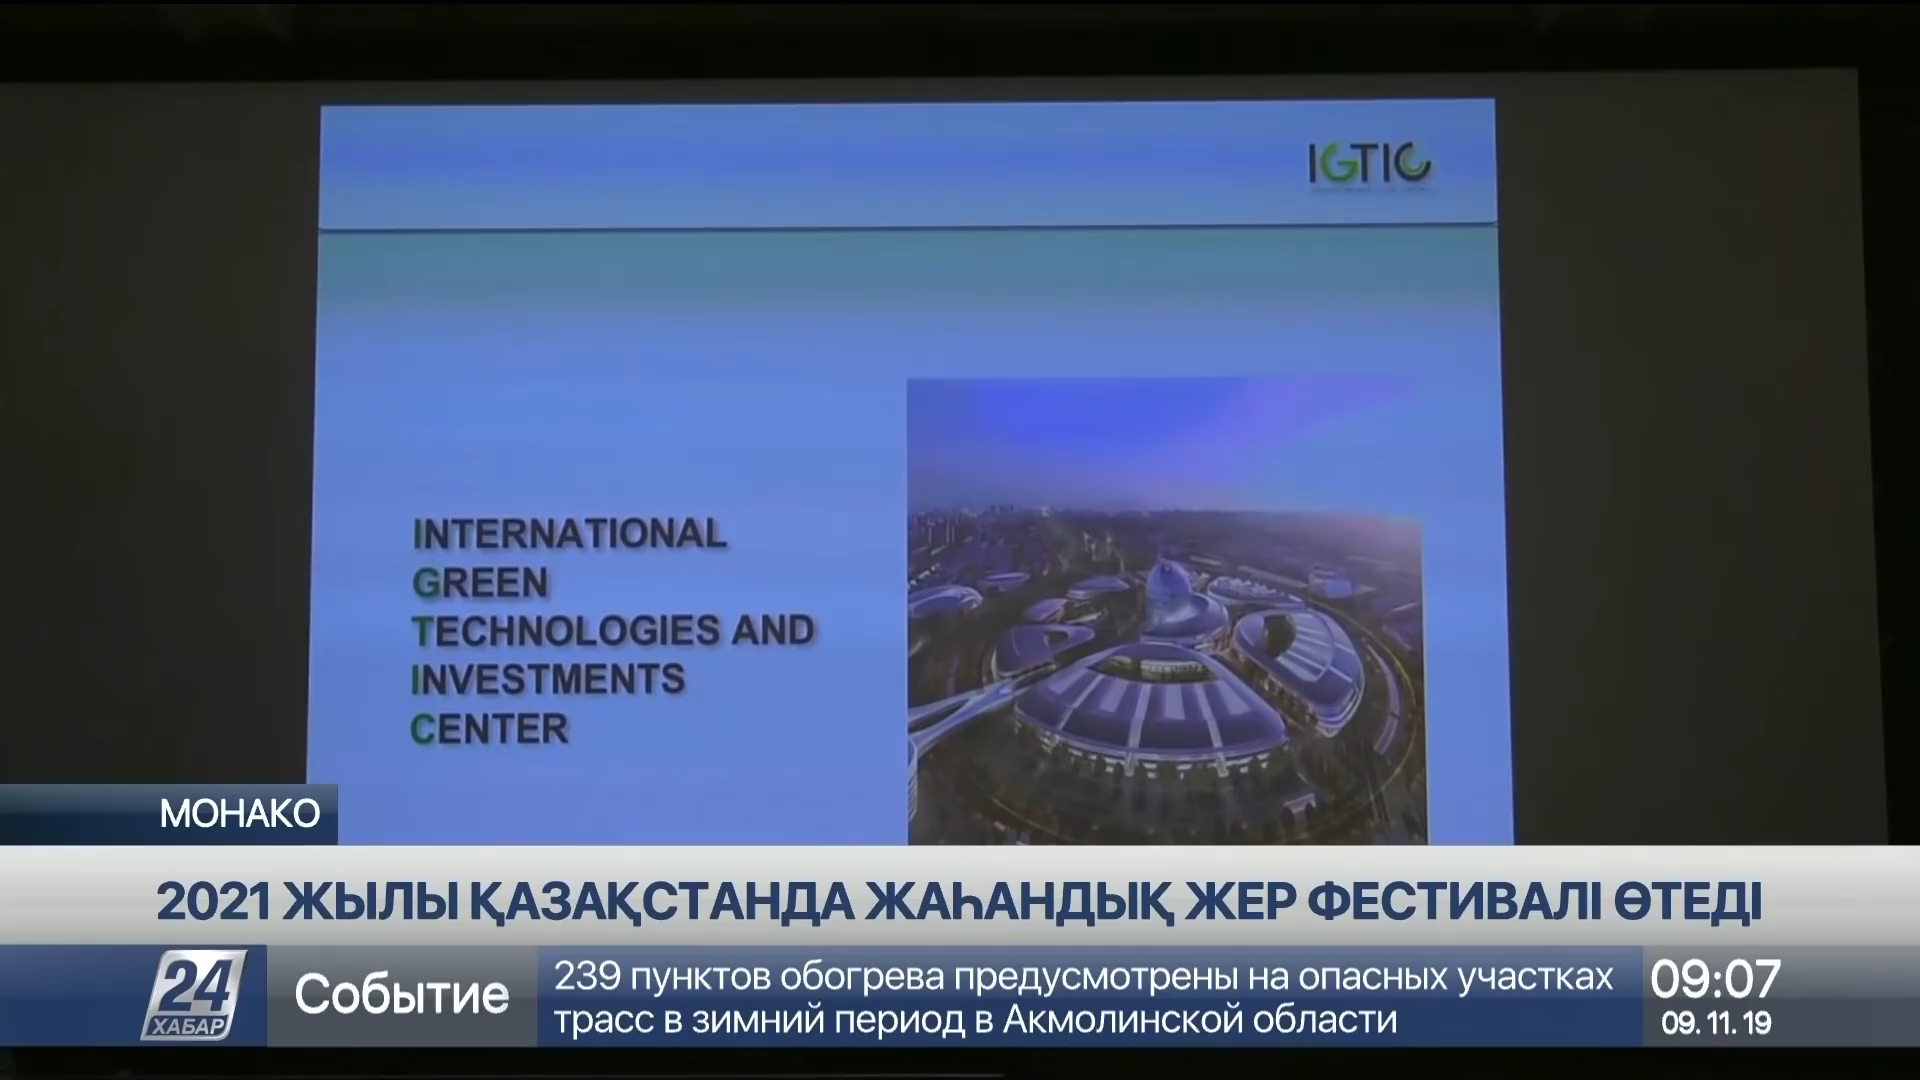 IGTIC
INTERNATIONAL
GREEN
TECHNOLOGIES AND
INVESTMENTS
CENTER
МОНАКО
2021 ЖЫЛЫ ҚАЗАҚСТАНДА ЖАҺАНДЫҚ ЖЕР ФЕСТИВАЛІ ӨТЕДІ
24
ХАБАР
Событие
239 пунктов обогрева предусмотрены на опасных участках
трасс в зимний период в Акмолинской области
09:07
09. 11. 19